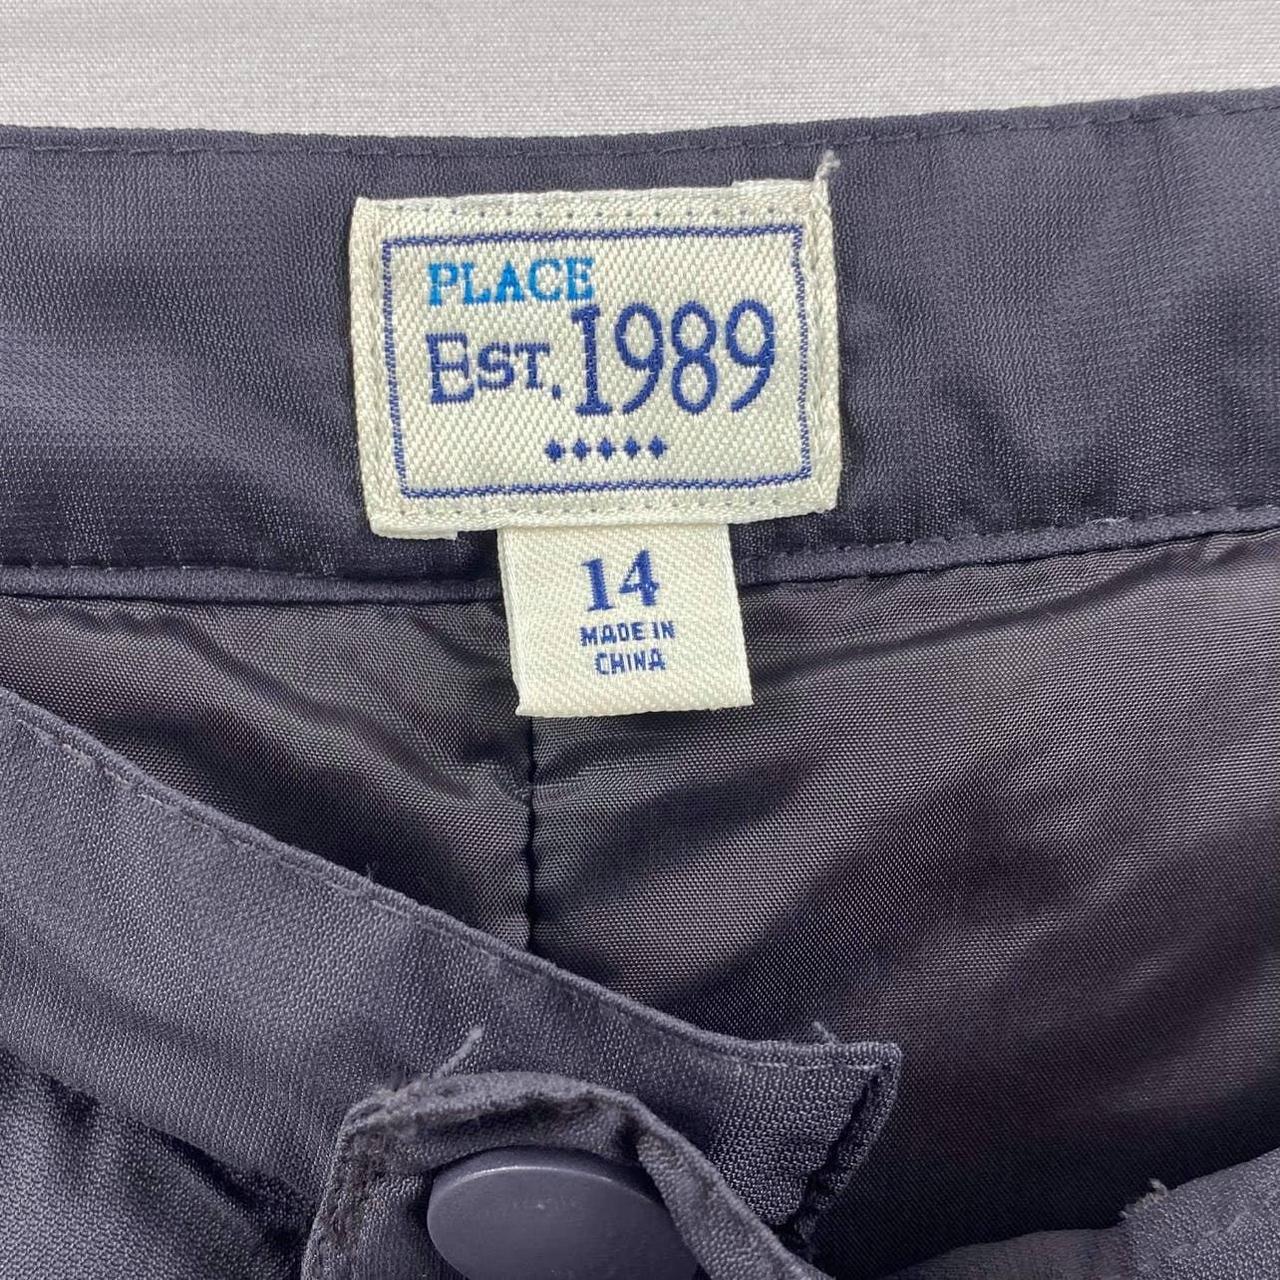 PLACE
EST. 1989
14
MADE IN
CHINA